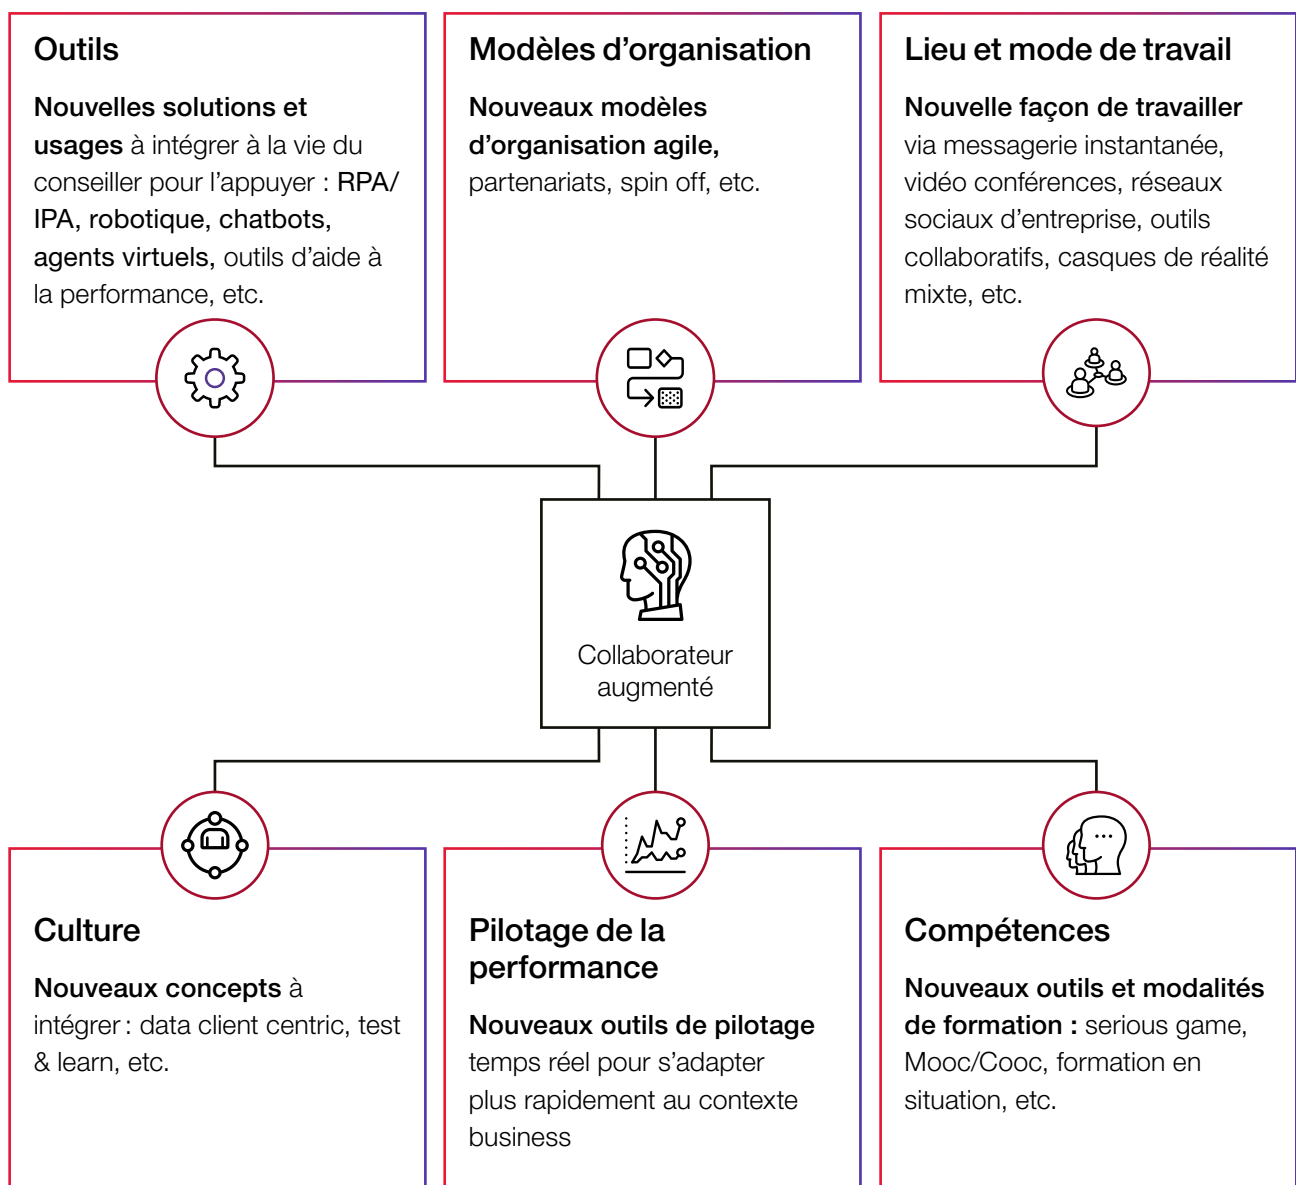 Outils
Nouvelles solutions et
usages à intégrer à la vie du
conseiller pour l’appuyer : RPA/
IPA, robotique, chatbots,
agents virtuels, outils d’aide à
la performance, etc.
Modèles d’organisation
Nouveaux modèles
d’organisation agile,
partenariats, spin off, etc.
Lieu et mode de travail
Nouvelle façon de travailler
via messagerie instantanée,
vidéo conférences, réseaux
sociaux d’entreprise, outils
collaboratifs, casques de réalité
mixte, etc.
Collaborateur
augmenté
Culture
Nouveaux concepts à
intégrer : data client centric, test
& learn, etc.
Pilotage de la
performance
Nouveaux outils de pilotage
temps réel pour s’adapter
plus rapidement au contexte
business
Compétences
Nouveaux outils et modalités
de formation : serious game,
Mooc/Cooc, formation en
situation, etc.